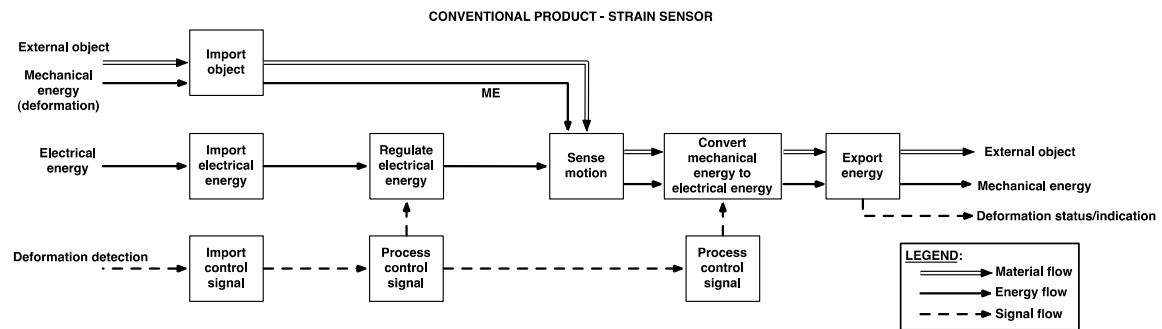 CONVENTIONAL PRODUCT - STRAIN SENSOR
External object
Mechanical
energy
(deformation)
Import
object
ME
Electrical
energy
Import
electrical
energy
Regulate
electrical
energy
Sense
motion
Convert
mechanical
energy to
electrical energy
Export
energy
External object
Mechanical energy
Deformation status/indication
Deformation detection
Import
control
signal
Process
control
signal
Process
control
signal
LEGEND:
Material flow
Energy flow
Signal flow